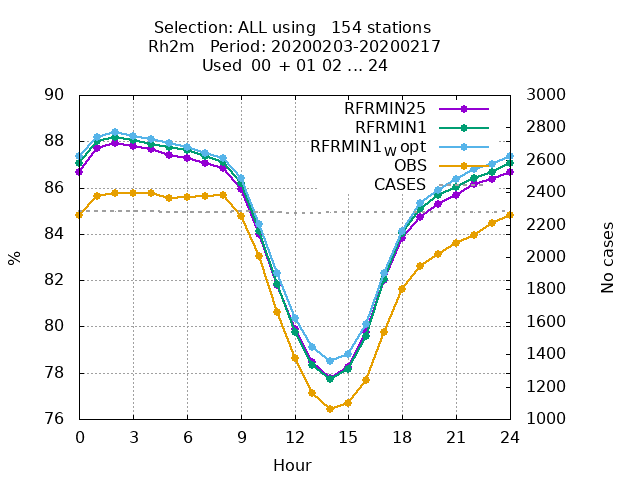 Selection: ALL using   154 stations
Rh2m   Period: 20200203-20200217
Used  00 + 01 02 ... 24
90
88
86
84
82
80
78
76
3000
2800
2600
2400
2200
2000
1800
1600
1400
1200
1000
RFRMIN25
RFRMIN1
RFRMIN1wopt
OBS
CASES
%
No cases
0 3 6 9 12 15 18 21 24
Hour